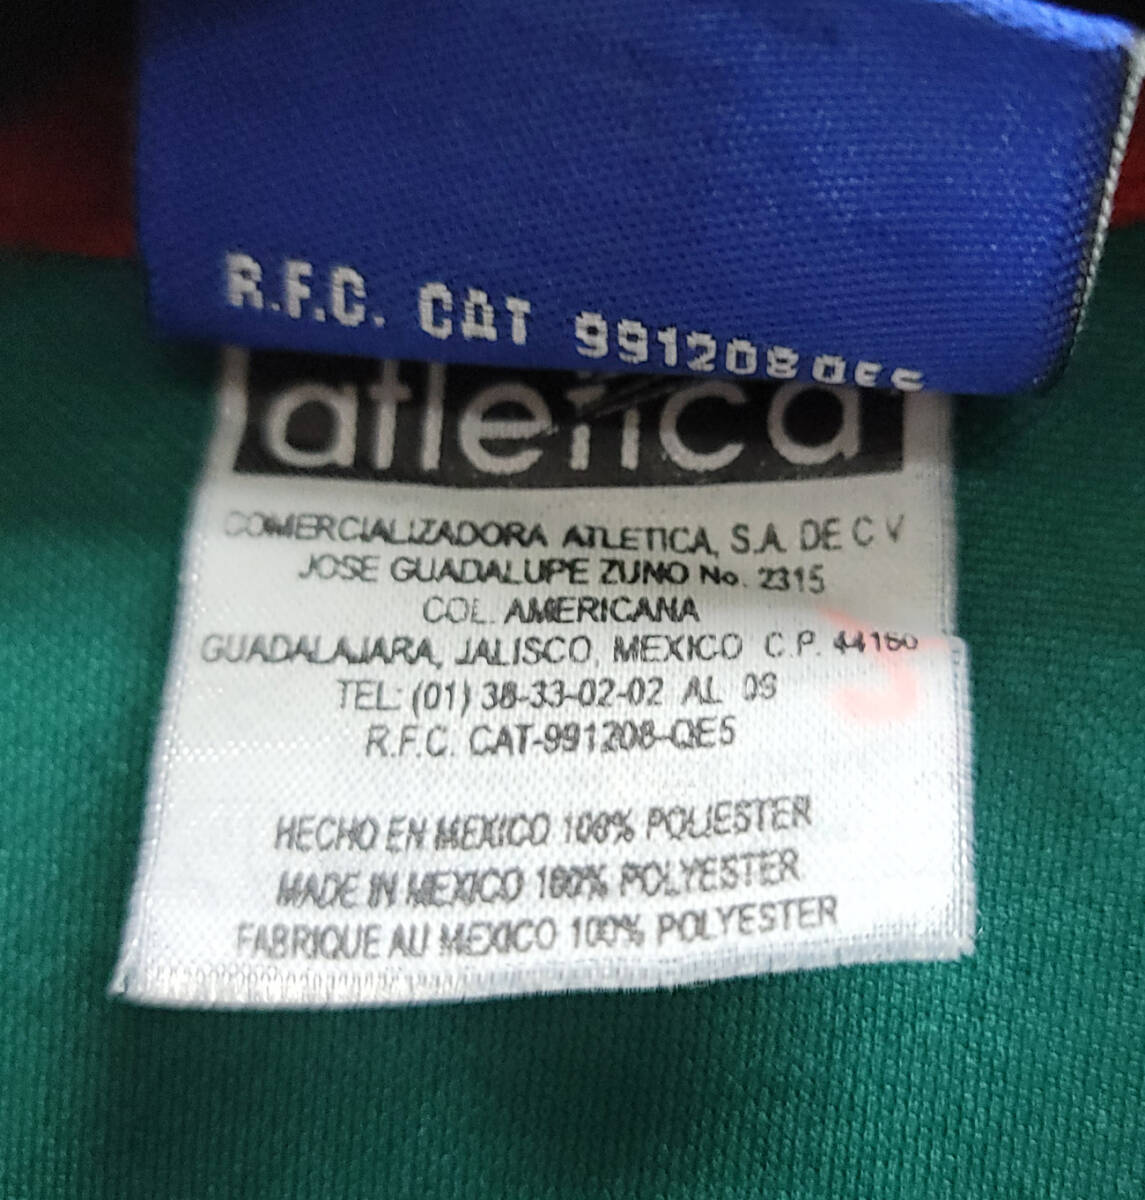 R.F.C. CAT 991208QE5
atletica
COMERCIALIZADORA ATLETICA, S.A. DE C V
JOSE GUADALUPE ZUNO No. 2315
COL. AMERICANA
GUADALAJARA, JALISCO, MEXICO C.P. 44160
TEL: (01) 38-33-02-02 AL 09
R.F.C. CAT-991208-QE5
HECHO EN MEXICO 100% POLIESTER
MADE IN MEXICO 100% POLYESTER
FABRIQUE AU MEXICO 100% POLYESTER